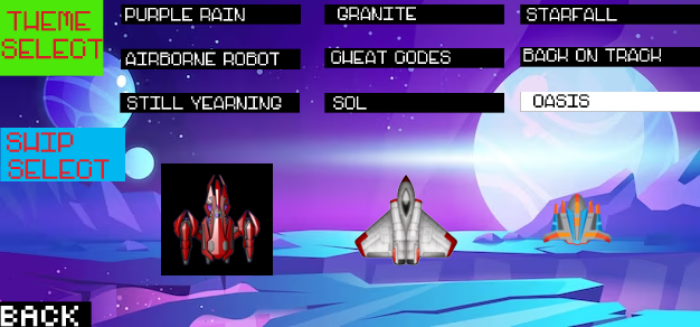 THEME
SELECT
PURPLE RAIN
GRANITE
STARFALL
AIRBORNE ROBOT
CHEAT CODES
BACK ON TRACK
STILL YEARNING
SOL
OASIS
SHIP
SELECT
BACK